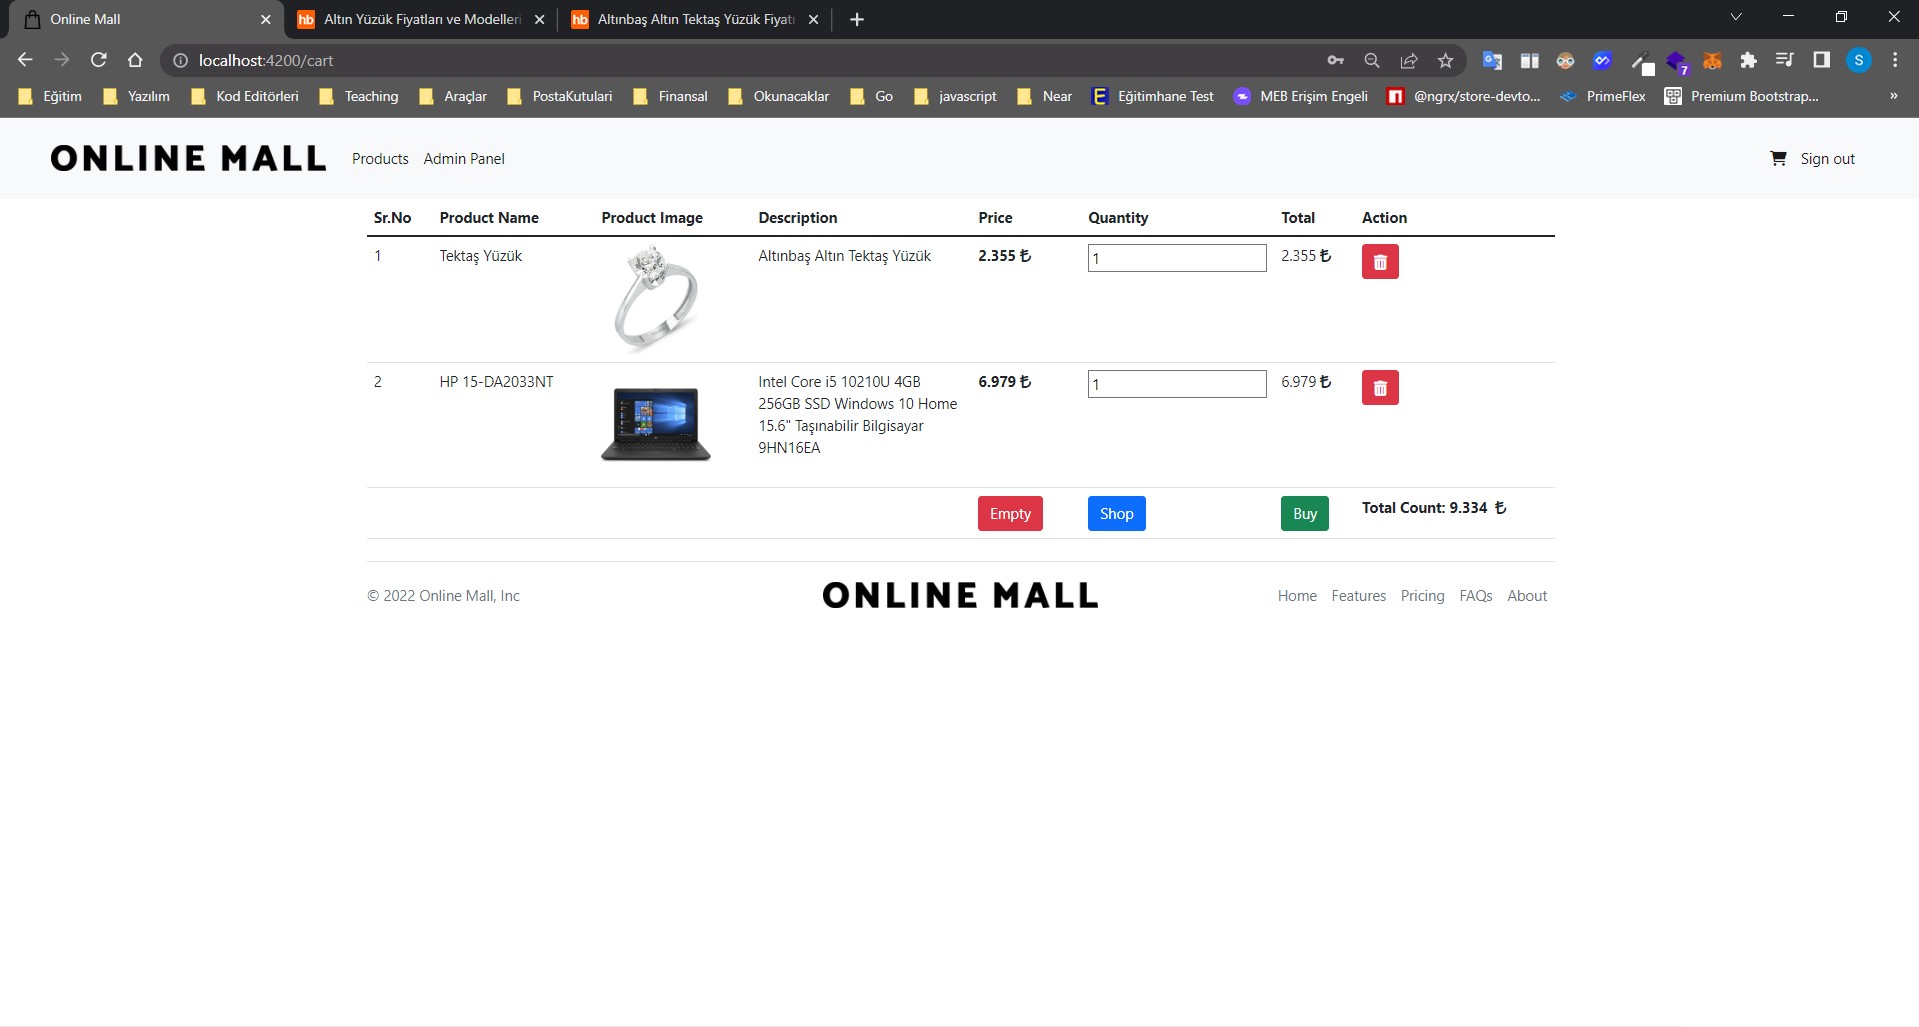 Online Mall
Altın Yüzük Fiyatları ve Modelleri
Altınbaş Altın Tektaş Yüzük Fiyatı
localhost:4200/cart
7
S
Eğitim
Yazılım
Kod Editörleri
Teaching
Araçlar
PostaKutulari
Finansal
Okunacaklar
Go
javascript
Near
Eğitimhane Test
MEB Erişim Engeli
@ngrx/store-devto...
PrimeFlex
Premium Bootstrap...
»
ONLINE MALL
Products
Admin Panel
Sign out
Sr.No Product Name Product Image Description Price Quantity Total Action
1 Tektaş Yüzük Altınbaş Altın Tektaş Yüzük 2.355 ₺ 1 2.355 ₺
2 HP 15-DA2033NT Intel Core i5 10210U 4GB 6.979 ₺ 1 6.979 ₺
256GB SSD Windows 10 Home
15.6" Taşınabilir Bilgisayar
9HN16EA
Empty Shop Buy Total Count: 9.334 ₺
© 2022 Online Mall, Inc
ONLINE MALL
Home Features Pricing FAQs About